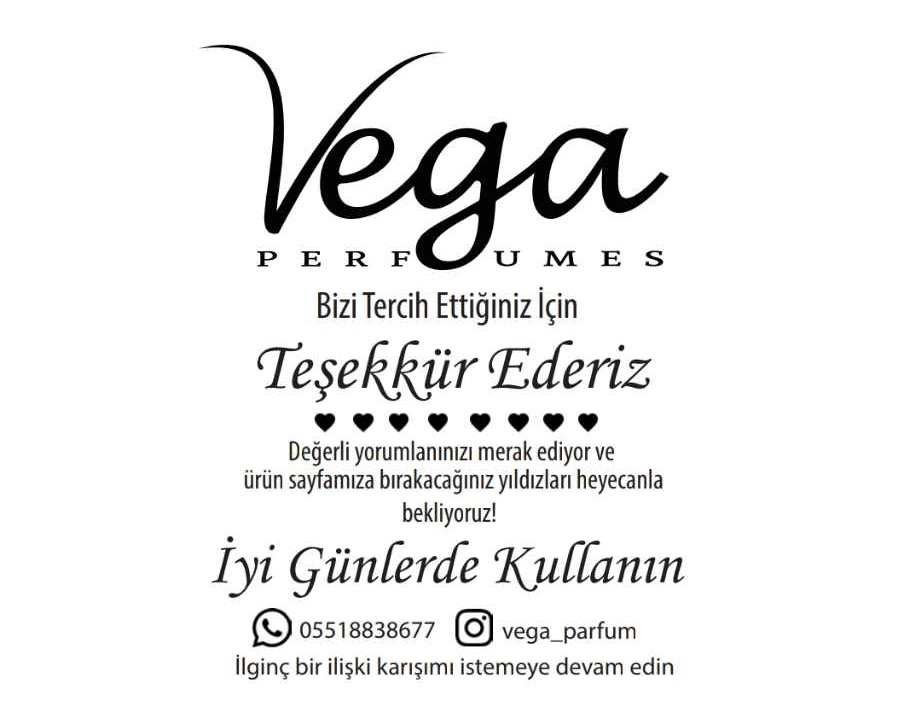 Vega
PERFUMES
Bizi Tercih Ettiğiniz İçin
Teşekkür Ederiz
Değerli yorumlanınızı merak ediyor ve
ürün sayfamıza bırakacağınız yıldızları heyecanla
bekliyoruz!
İyi Günlerde Kullanın
05518838677 vega_parfum
İlginç bir ilişki karışımı istemeye devam edin